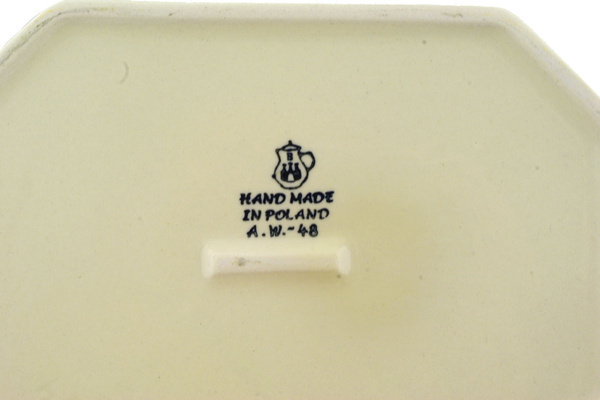 B
HAND MADE
IN POLAND
A.W.-48